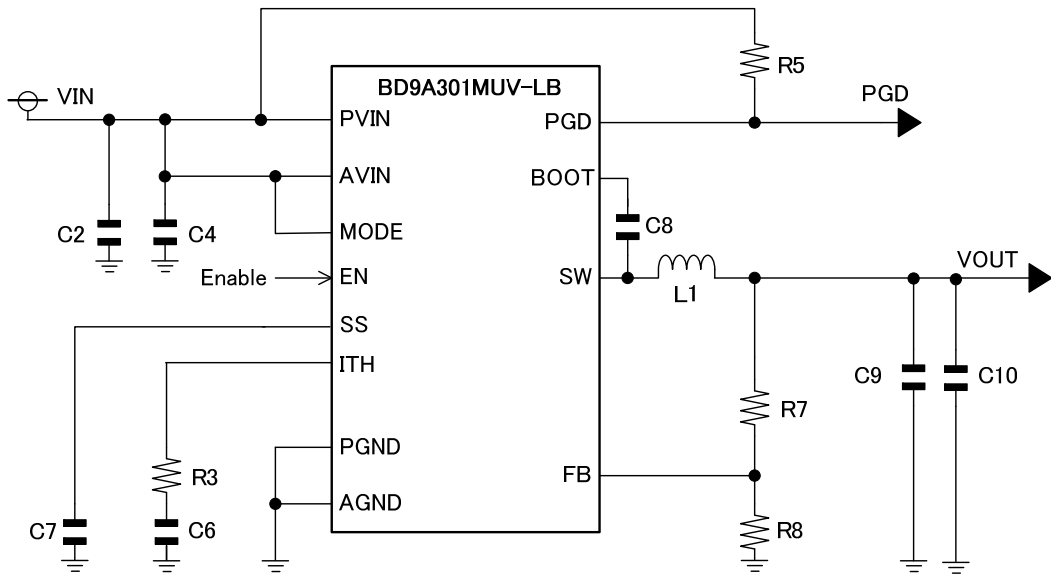 BD9A301MUV-LB
VIN
PVIN
AVIN
MODE
Enable
EN
SS
ITH
PGND
AGND
C2
C4
R3
C6
C7
PGD
BOOT
SW
FB
R5
PGD
C8
L1
VOUT
R7
R8
C9
C10